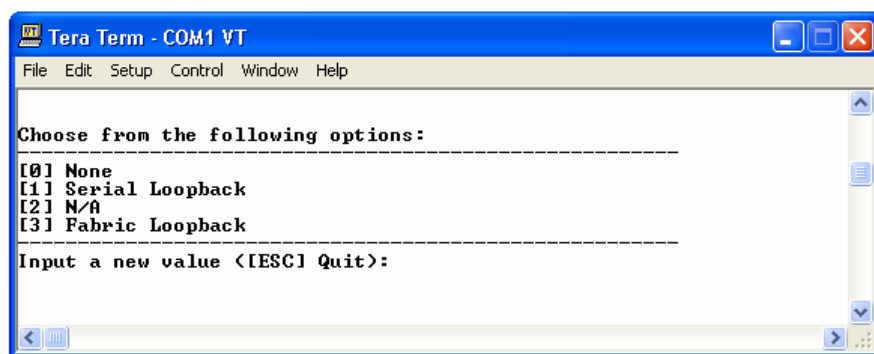 Tera Term - COM1 VT
File Edit Setup Control Window Help
Choose from the following options:
[0] None
[1] Serial Loopback
[2] N/A
[3] Fabric Loopback
Input a new value ([ESC] Quit):